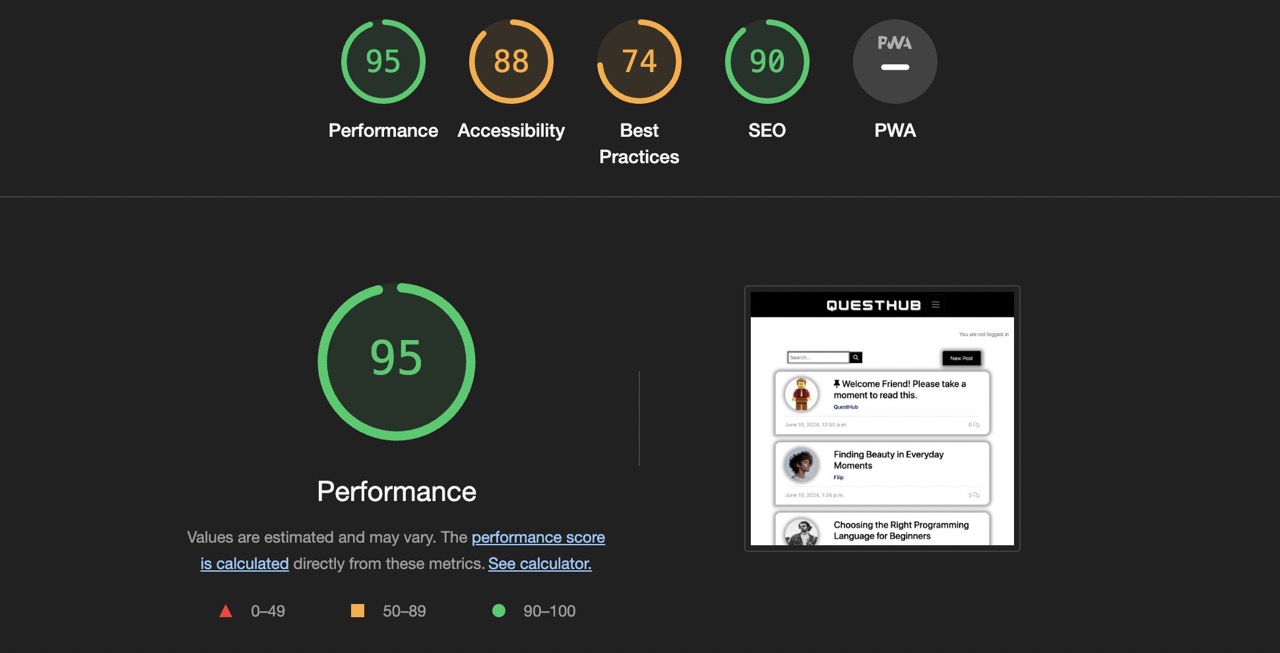 95
88
74
90
PWA
Performance
Accessibility
Best
Practices
SEO
PWA
95
Performance
Values are estimated and may vary. The performance score
is calculated directly from these metrics. See calculator.
0–49
50–89
90–100
QUESTHUB
You are not logged in
Search...
New Post
Welcome Friend! Please take a
moment to read this.
QuestHub
June 10, 2024, 12:50 p.m.
0
Finding Beauty in Everyday
Moments
Filip
June 10, 2024, 1:24 p.m.
2
Choosing the Right Programming
Language for Beginners